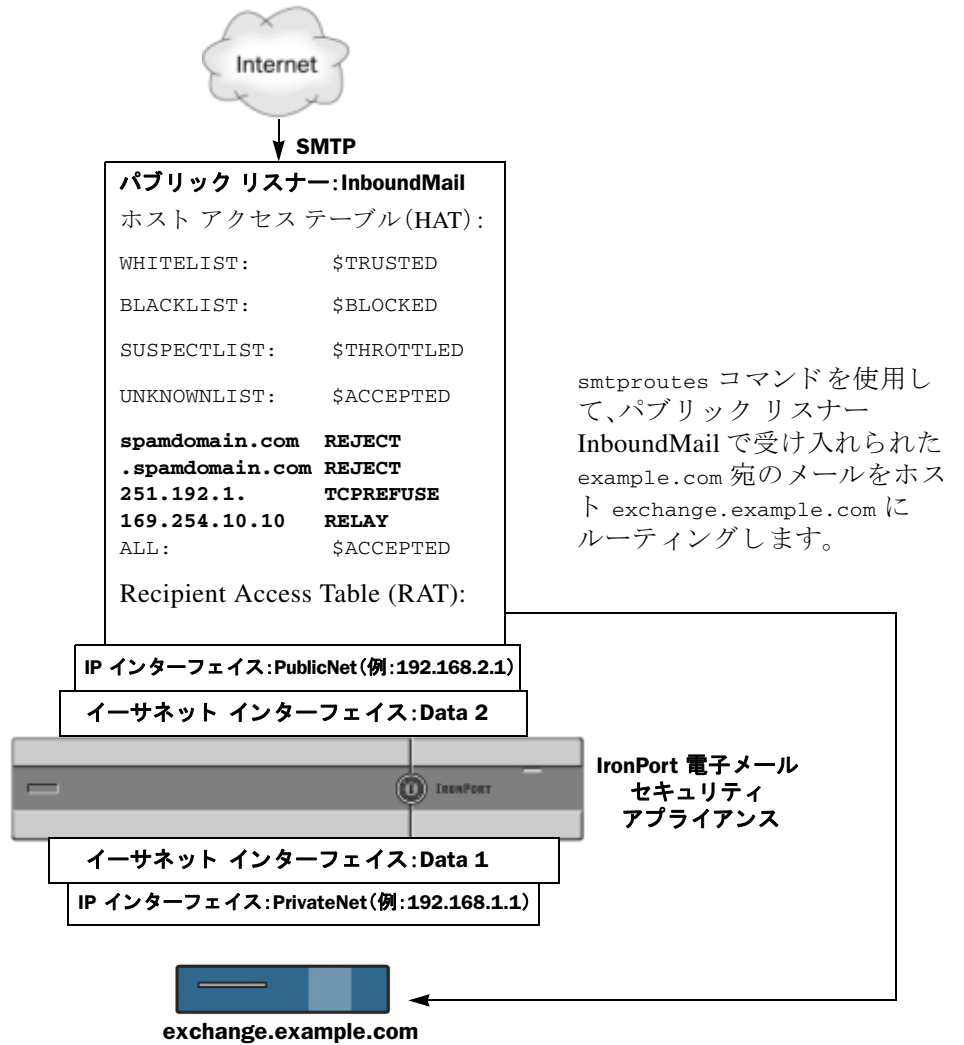 Internet
SMTP
パブリック リスナー:InboundMail
ホスト アクセス テーブル(HAT):
WHITELIST: $TRUSTED
BLACKLIST: $BLOCKED
SUSPECTLIST: $THROTTLED
UNKNOWNLIST: $ACCEPTED
spamdomain.com REJECT
.spamdomain.com REJECT
251.192.1. TCPREFUSE
169.254.10.10 RELAY
ALL: $ACCEPTED
Recipient Access Table (RAT):
smtproutes コマンドを使用し
て、パブリック リスナー
InboundMail で受け入れられた
example.com 宛のメールをホス
ト exchange.example.com に
ルーティングします。
IP インターフェイス:PublicNet(例:192.168.2.1)
イーサネット インターフェイス:Data 2
IRONPORT
IronPort 電子メール
セキュリティ
アプライアンス
イーサネット インターフェイス:Data 1
IP インターフェイス:PrivateNet(例:192.168.1.1)
exchange.example.com